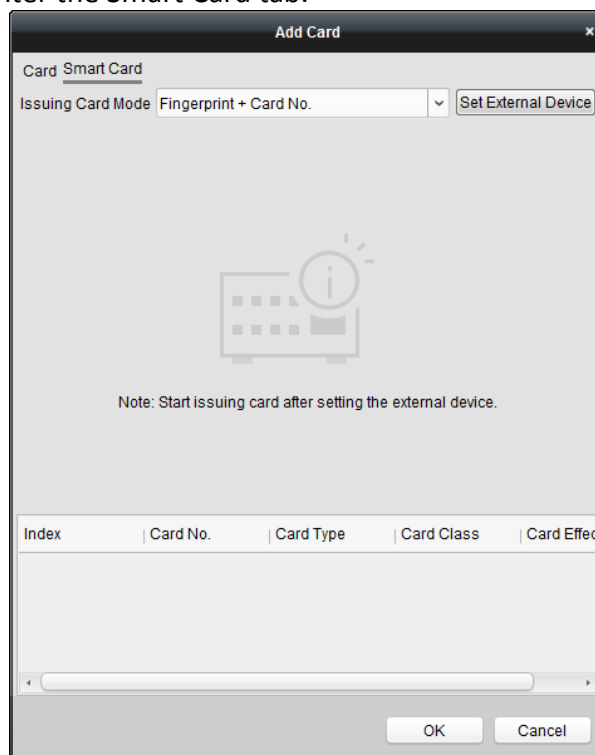 the Smart Card tab.
Add Card
Card Smart Card
Issuing Card Mode Fingerprint + Card No. Set External Device
Note: Start issuing card after setting the external device.
Index Card No. Card Type Card Class Card Effec
OK Cancel